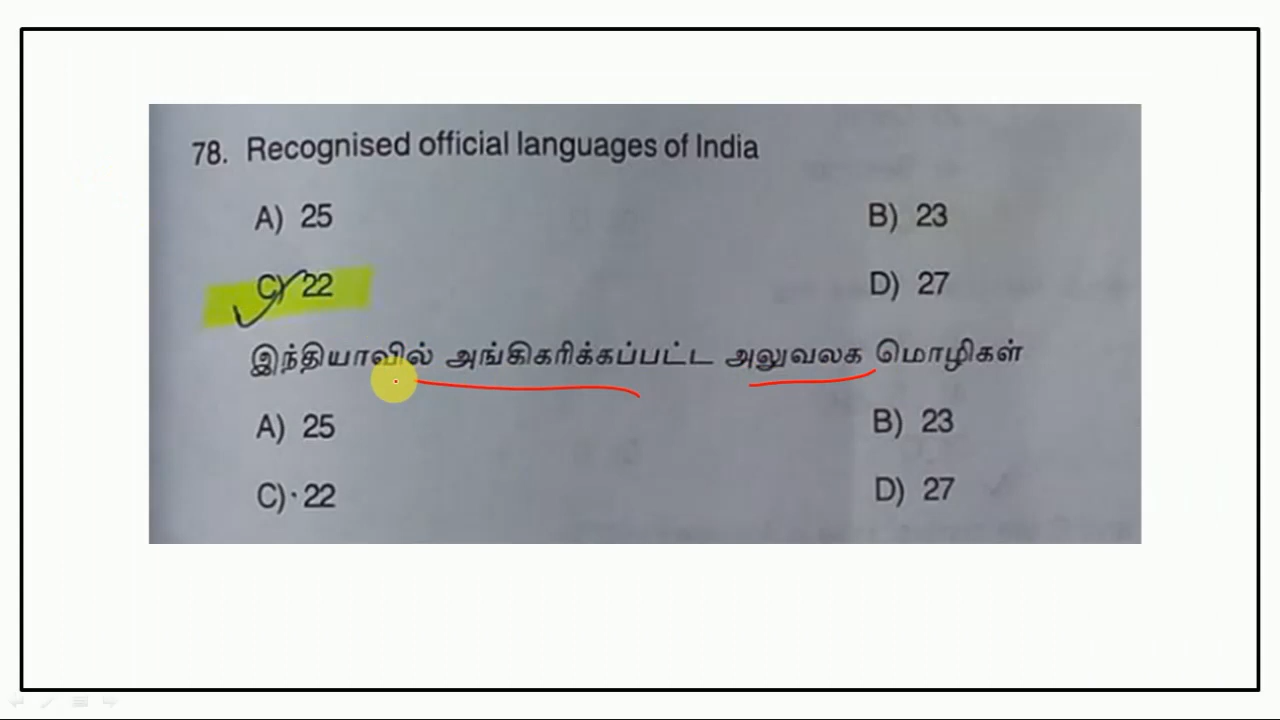 78. Recognised official languages of India
A) 25 B) 23
C) 22 D) 27
இந்தியாவில் அங்கிகரிக்கப்பட்ட அலுவலக மொழிகள்
A) 25 B) 23
C) 22 D) 27